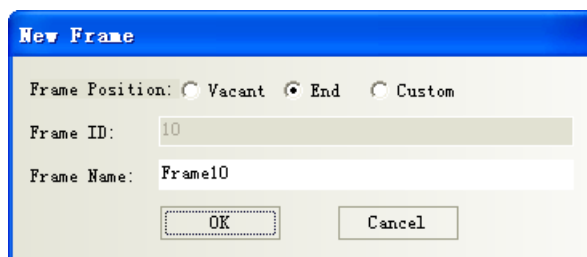 New Frame
Frame Position: Vacant End Custom
Frame ID: 10
Frame Name: Frame10
OK Cancel